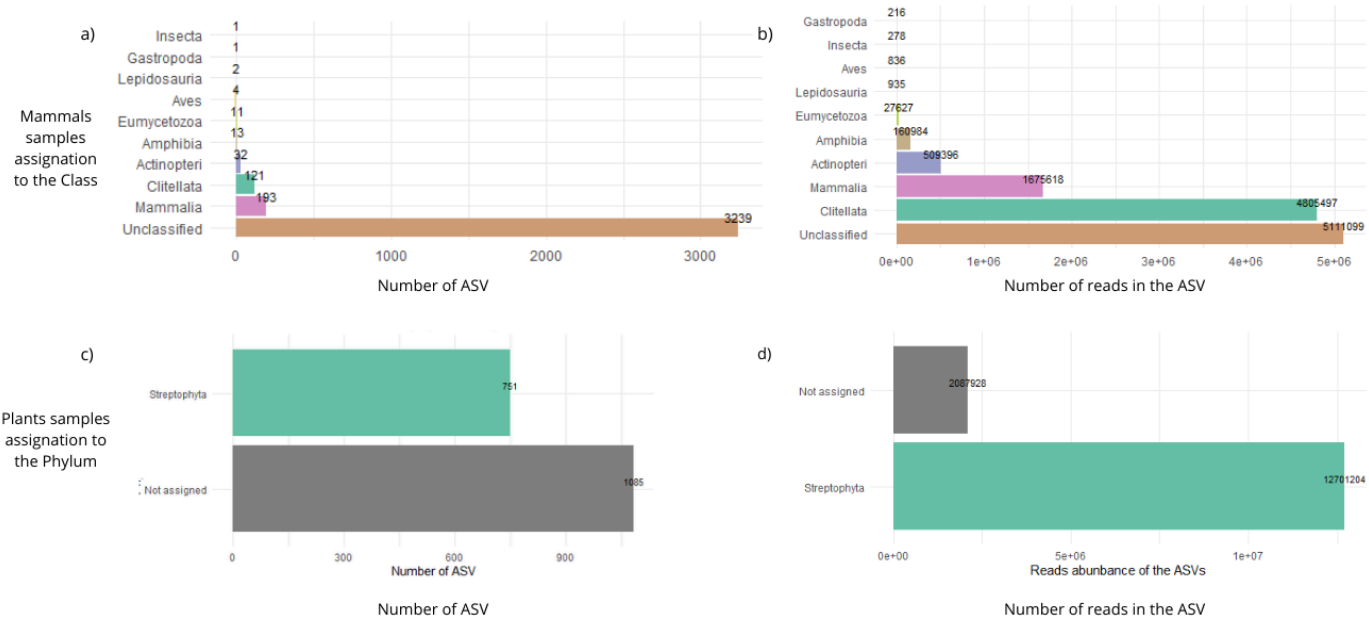 a)
Mammals
samples
assignation
to the Class
Insecta 1
Gastropoda 1
Lepidosauria 2
Aves 4
Eumycetozoa 11
Amphibia 13
Actinopteri 32
Clitellata 121
Mammalia 193
Unclassified 3239
0 1000 2000 3000
Number of ASV
b)
Gastropoda 216
Insecta 278
Aves 836
Lepidosauria 935
Eumycetozoa 27627
Amphibia 160984
Actinopteri 509396
Mammalia 1675618
Clitellata 4805497
Unclassified 5111099
0e+00 1e+06 2e+06 3e+06 4e+06 5e+06
Number of reads in the ASV
c)
Plants samples
assignation to
the Phylum
Streptophyta 751
Not assigned 1085
0 300 600 900
Number of ASV
Number of ASV
d)
Not assigned 2087928
Streptophyta 12701204
0e+00 5e+06 1e+07
Reads abunbance of the ASVs
Number of reads in the ASV